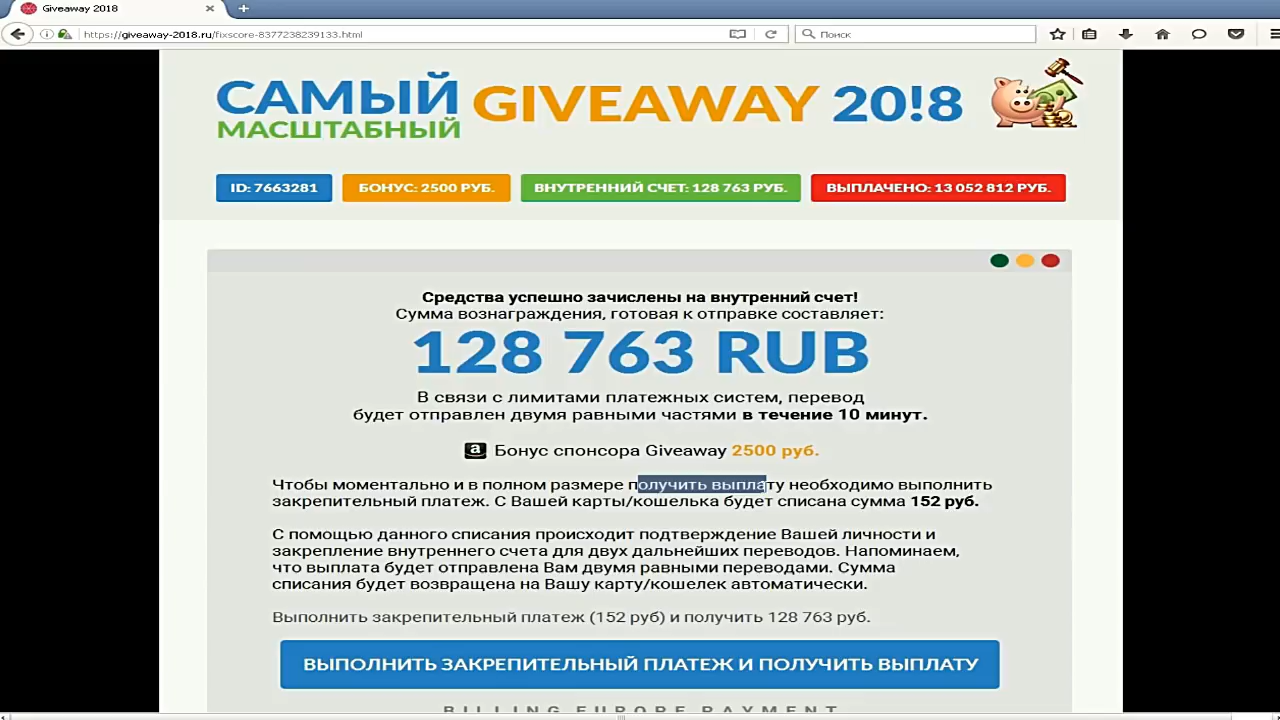 Giveaway 2018
https://giveaway-2018.ru/fixscore-8377238239133.html
Поиск
САМЫЙ
МАСШТАБНЫЙ
GIVEAWAY 20!8
ID: 7663281
БОНУС: 2500 РУБ.
ВНУТРЕННИЙ СЧЕТ: 128 763 РУБ.
ВЫПЛАЧЕНО: 13 052 812 РУБ.
Средства успешно зачислены на внутренний счет!
Сумма вознаграждения, готовая к отправке составляет:
128 763 RUB
В связи с лимитами платежных систем, перевод
будет отправлен двумя равными частями в течение 10 минут.
a Бонус спонсора Giveaway 2500 руб.
Чтобы моментально и в полном размере получить выплату необходимо выполнить
закрепительный платеж. С Вашей карты/кошелька будет списана сумма 152 руб.
С помощью данного списания происходит подтверждение Вашей личности и
закрепление внутреннего счета для двух дальнейших переводов. Напоминаем,
что выплата будет отправлена Вам двумя равными переводами. Сумма
списания будет возвращена на Вашу карту/кошелек автоматически.
Выполнить закрепительный платеж (152 руб) и получить 128 763 руб.
ВЫПОЛНИТЬ ЗАКРЕПИТЕЛЬНЫЙ ПЛАТЕЖ И ПОЛУЧИТЬ ВЫПЛАТУ
BILLING EUROPE PAYMENT